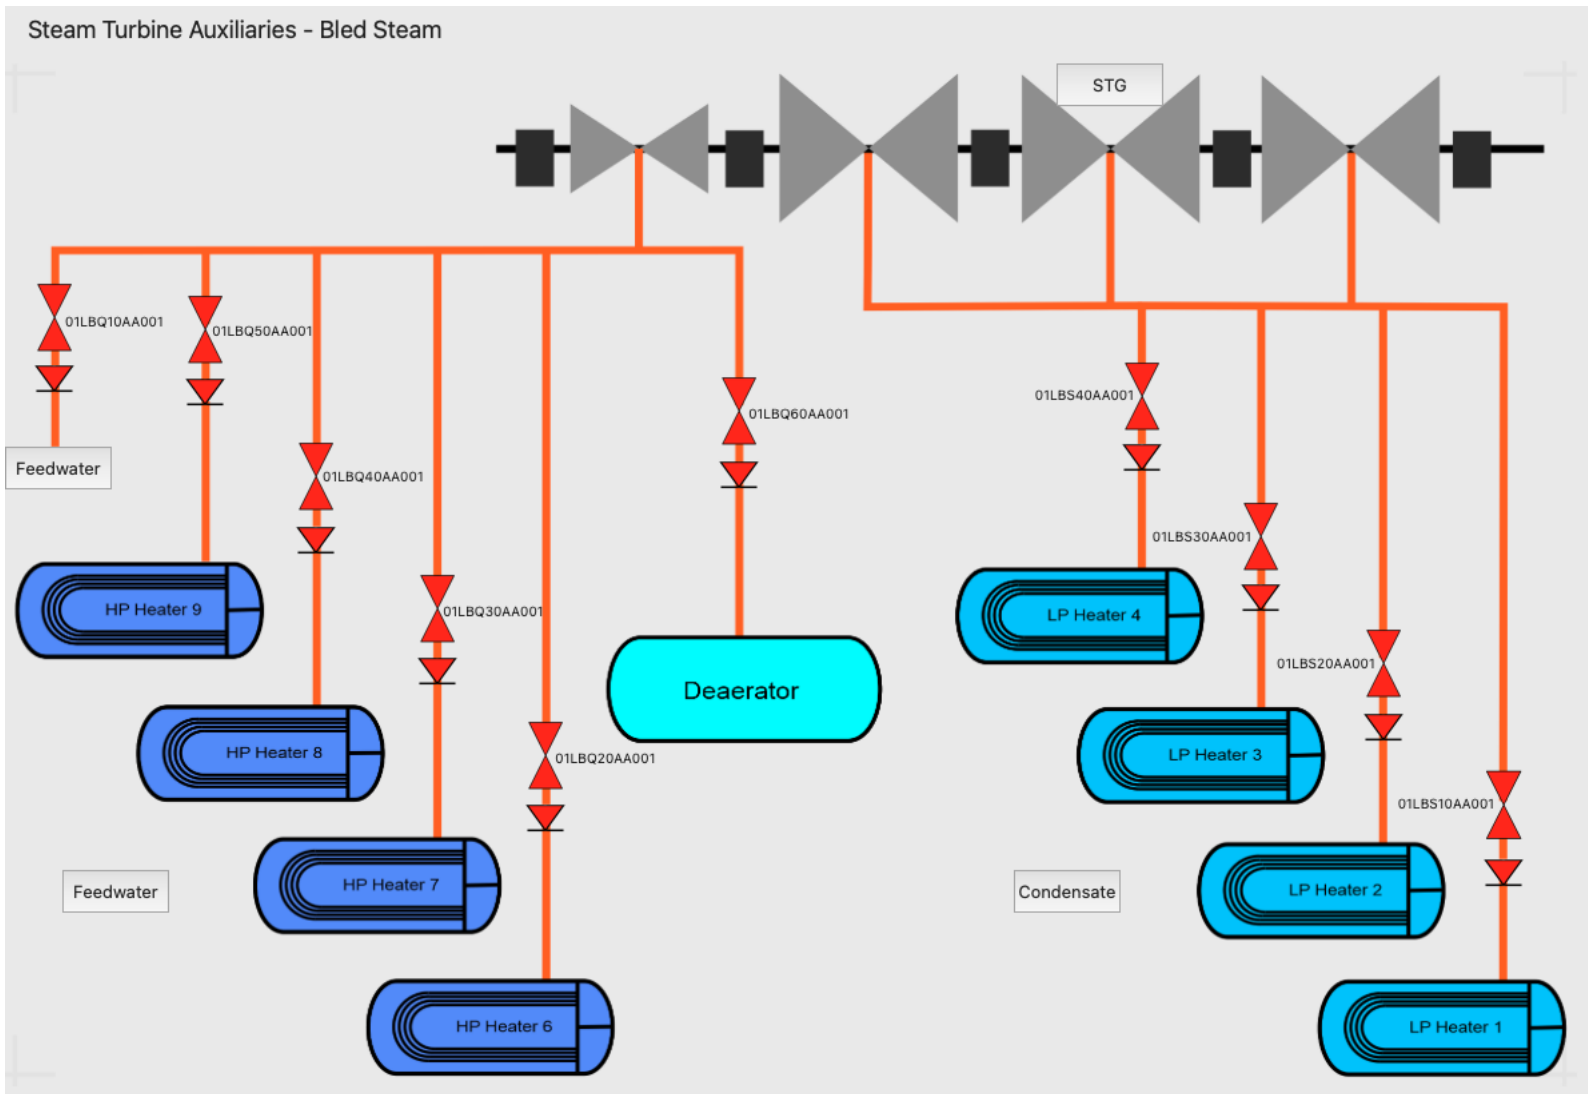 Steam Turbine Auxiliaries - Bled Steam
STG
01LBQ10AA001
01LBQ50AA001
01LBS40AA001
01LBQ60AA001
Feedwater
01LBQ40AA001
01LBS30AA001
HP Heater 9
01LBQ30AA001
LP Heater 4
01LBS20AA001
Deaerator
HP Heater 8
01LBQ20AA001
LP Heater 3
01LBS10AA001
HP Heater 7
Feedwater
Condensate
LP Heater 2
HP Heater 6
LP Heater 1